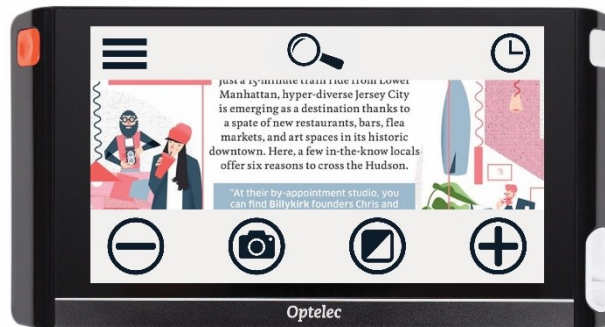 just a 15-minute train ride from Lower
Manhattan, hyper-diverse Jersey City
is emerging as a destination thanks to
a spate of new restaurants, bars, flea
markets, and art spaces in its historic
downtown. Here, a few in-the-know locals
offer six reasons to cross the Hudson.
"At their by-appointment studio, you
can find Billykirk founders Chris and
Optelec